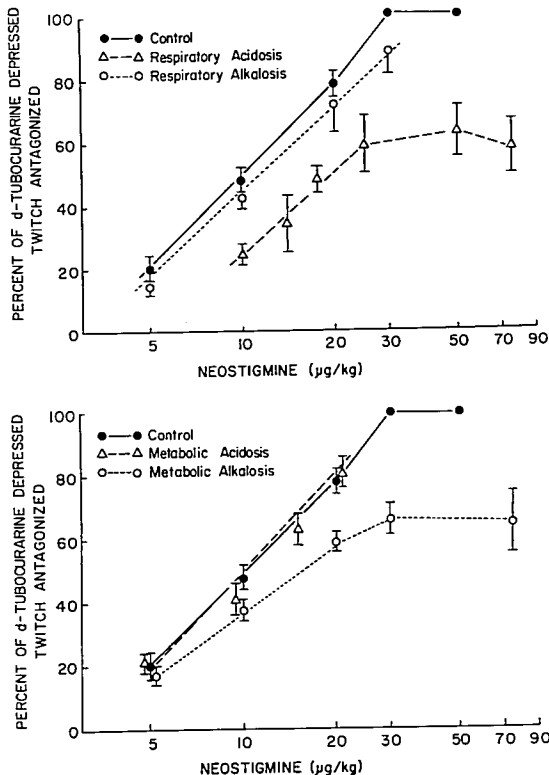 PERCENT OF d-TUBOCURARINE DEPRESSED
TWITCH ANTAGONIZED
100
80
60
40
20
0
Control
Respiratory Acidosis
Respiratory Alkalosis
5
10
20
30
50
70
90
NEOSTIGMINE (μg/kg)
PERCENT OF d-TUBOCURARINE DEPRESSED
TWITCH ANTAGONIZED
100
80
60
40
20
0
Control
Metabolic Acidosis
Metabolic Alkalosis
5
10
20
30
50
70
90
NEOSTIGMINE (μg/kg)